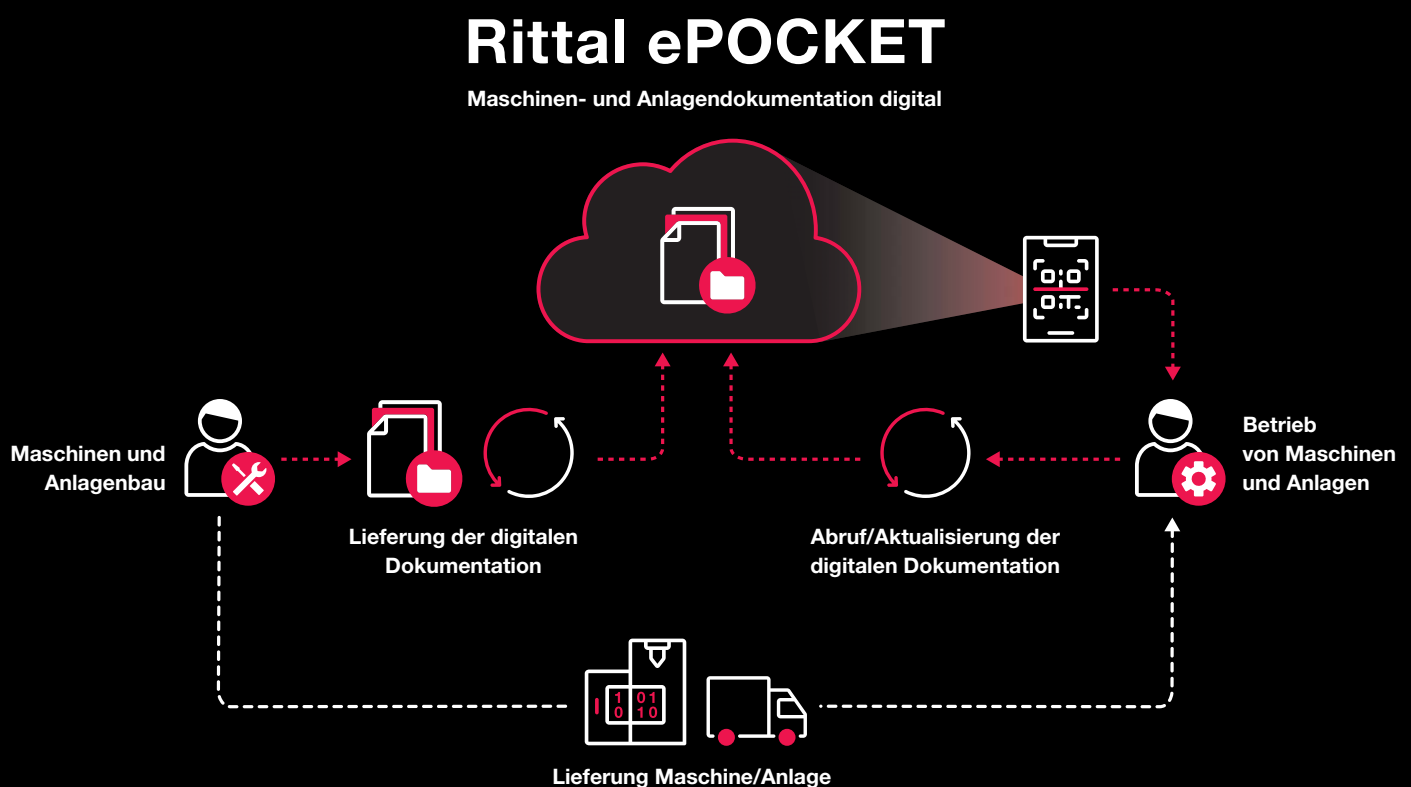 Rittal ePOCKET
Maschinen- und Anlagendokumentation digital
Maschinen und
Anlagenbau
Lieferung der digitalen
Dokumentation
Abruf/Aktualisierung der
digitalen Dokumentation
Betrieb
von Maschinen
und Anlagen
1 01
0 10
Lieferung Maschine/Anlage